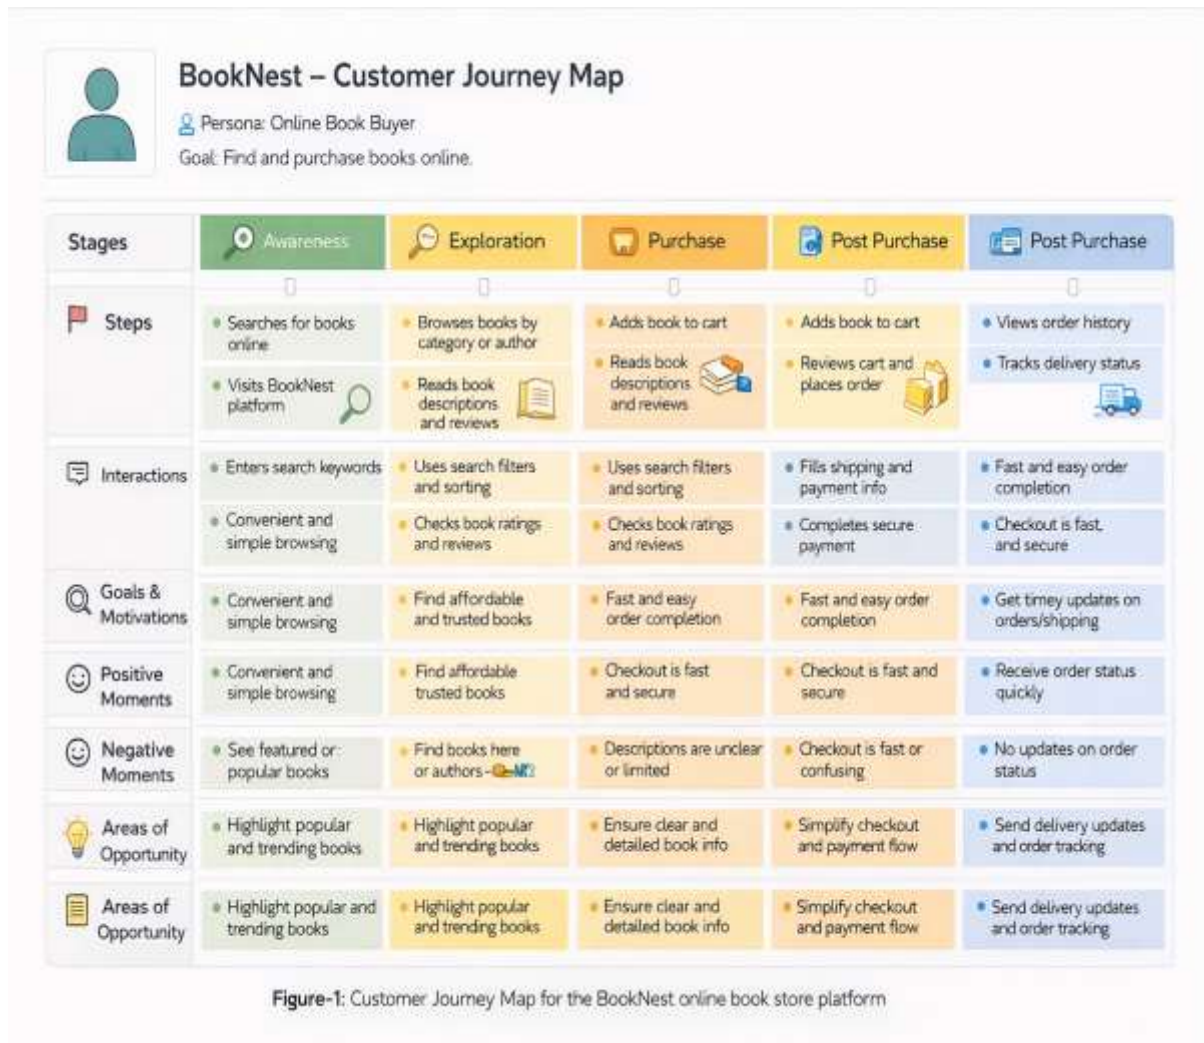 BookNest – Customer Journey Map
Persona: Online Book Buyer
Goal: Find and purchase books online.
Stages
Awareness
Exploration
Purchase
Post Purchase
Post Purchase
Steps
Searches for books
online
Visits BookNest
platform
Browses books by
category or author
Reads book
descriptions
and reviews
Adds book to cart
Reads book
descriptions
and reviews
Adds book to cart
Reviews cart and
places order
Views order history
Tracks delivery status
Interactions
Enters search keywords
Convenient and
simple browsing
Uses search filters
and sorting
Checks book ratings
and reviews
Uses search filters
and sorting
Checks book ratings
and reviews
Fills shipping and
payment info
Completes secure
payment
Fast and easy order
completion
Checkout is fast,
and secure
Goals &
Motivations
Convenient and
simple browsing
Find affordable
and trusted books
Fast and easy
order completion
Fast and easy order
completion
Get timey updates on
orders/shipping
Positive
Moments
Convenient and
simple browsing
Find affordable
trusted books
Checkout is fast
and secure
Checkout is fast and
secure
Receive order status
quickly
Negative
Moments
See featured or
popular books
Find books here
or authors -
Descriptions are unclear
or limited
Checkout is fast or
confusing
No updates on order
status
Areas of
Opportunity
Highlight popular
and trending books
Highlight popular
and trending books
Ensure clear and
detailed book info
Simplify checkout
and payment flow
Send delivery updates
and order tracking
Areas of
Opportunity
Highlight popular and
trending books
Highlight popular
and trending books
Ensure clear and
detailed book info
Simplify checkout
and payment flow
Send delivery updates
and order tracking
Figure-1: Customer Journey Map for the BookNest online book store platform